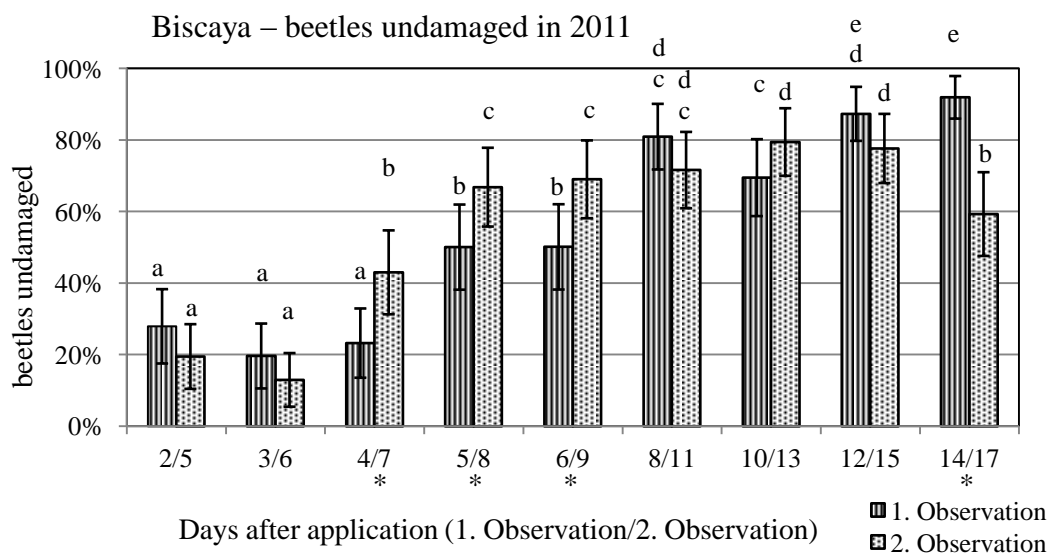 Biscaya – beetles undamaged in 2011
d e e
100%
c d c d d
a a a b c b c b c b
80%
60%
40%
a a
20%
0%
beetles undamaged
2/5 3/6 4/7 5/8 6/9 8/11 10/13 12/15 14/17
* * * *
Days after application (1. Observation/2. Observation)
1. Observation
2. Observation